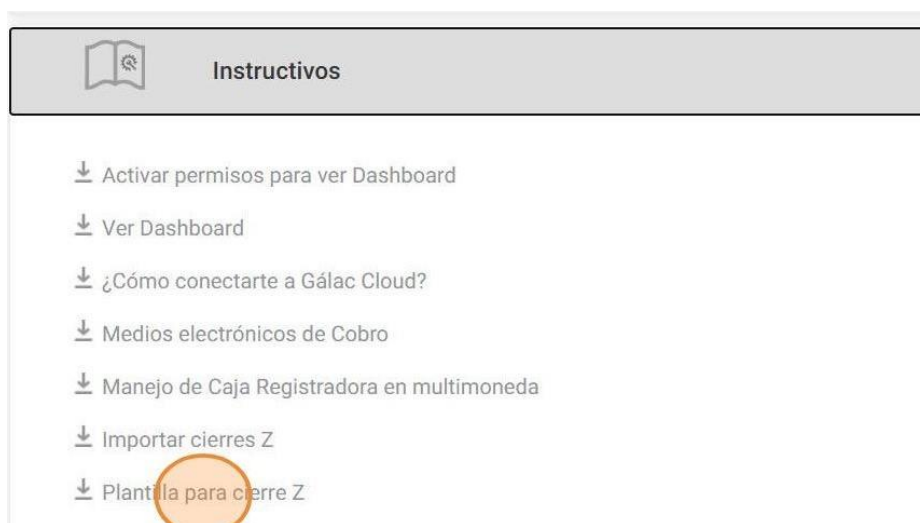 Instructivos
Activar permisos para ver Dashboard
Ver Dashboard
¿Cómo conectarte a Gálac Cloud?
Medios electrónicos de Cobro
Manejo de Caja Registradora en multimoneda
Importar cierres Z
Plantilla para cierre Z